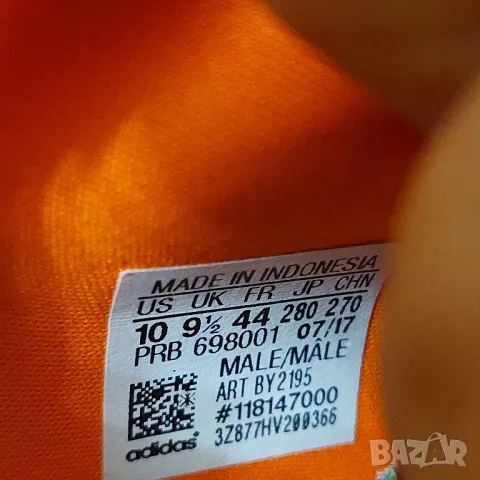 MADE IN INDONESIA
US UK FR JP CHN
10 9½ 44 280 270
PRB 698001 07/17
MALE/MÂLE
ART BY2195
#118147000
3Z877HV200366
adidas
BAZAR